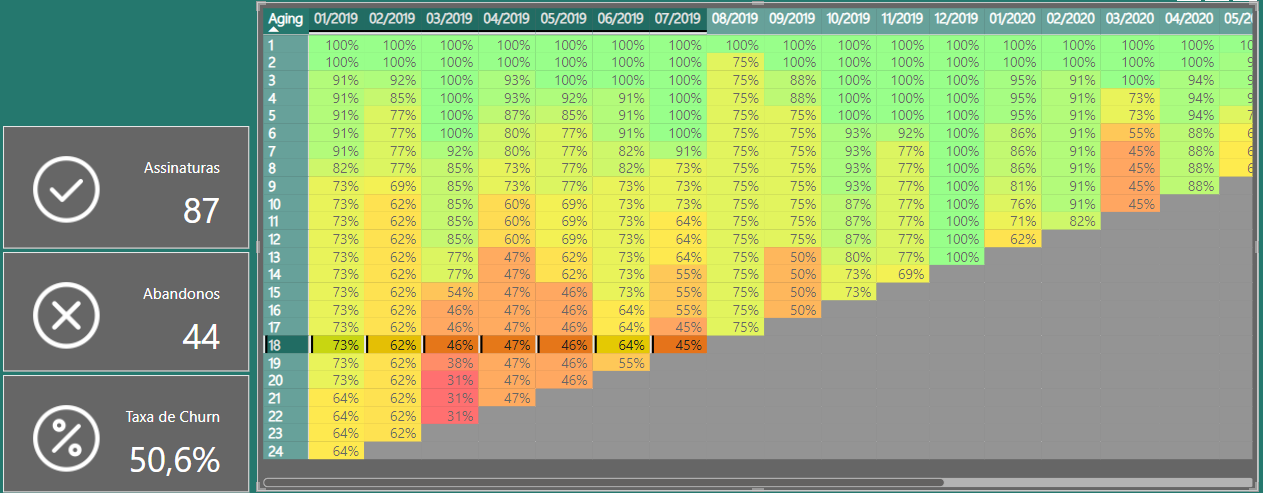 Aging 01/2019 02/2019 03/2019 04/2019 05/2019 06/2019 07/2019 08/2019 09/2019 10/2019 11/2019 12/2019 01/2020 02/2020 03/2020 04/2020
1 100% 100% 100% 100% 100% 100% 100% 100% 100% 100% 100% 100% 100% 100% 100% 100%
2 100% 100% 100% 100% 100% 100% 100% 75% 100% 100% 100% 100% 100% 100% 100% 100%
3 91% 92% 100% 93% 100% 100% 100% 75% 88% 100% 100% 100% 95% 91% 100% 94%
4 91% 85% 100% 93% 92% 91% 100% 75% 88% 100% 100% 100% 95% 91% 73% 94%
5 91% 77% 100% 87% 85% 91% 100% 75% 75% 100% 100% 100% 95% 91% 73% 94%
6 91% 77% 100% 80% 77% 91% 100% 75% 75% 93% 92% 100% 86% 91% 55% 88%
7 91% 77% 92% 80% 77% 82% 91% 75% 75% 93% 77% 100% 86% 91% 45% 88%
8 82% 77% 85% 73% 77% 82% 73% 75% 75% 93% 77% 100% 86% 91% 45% 88%
9 73% 69% 85% 73% 77% 73% 73% 75% 75% 93% 77% 100% 81% 91% 45% 88%
10 73% 62% 85% 60% 69% 73% 73% 75% 75% 87% 77% 100% 76% 91% 45%
11 73% 62% 85% 60% 69% 73% 64% 75% 75% 87% 77% 100% 71% 82%
12 73% 62% 85% 60% 69% 73% 64% 75% 75% 87% 77% 100% 62%
13 73% 62% 77% 47% 62% 73% 64% 75% 50% 80% 77% 100%
14 73% 62% 77% 47% 62% 73% 55% 75% 50% 73% 69%
15 73% 62% 54% 47% 46% 73% 55% 75% 50% 73%
16 73% 62% 46% 47% 46% 64% 55% 75% 50%
17 73% 62% 46% 47% 46% 64% 45% 75%
18 73% 62% 46% 47% 46% 64% 45%
19 73% 62% 38% 47% 46% 55%
20 73% 62% 31% 47% 46%
21 64% 62% 31% 47%
22 64% 62% 31%
23 64% 62%
24 64%
Assinaturas
87
Abandonos
44
Taxa de Churn
50,6%